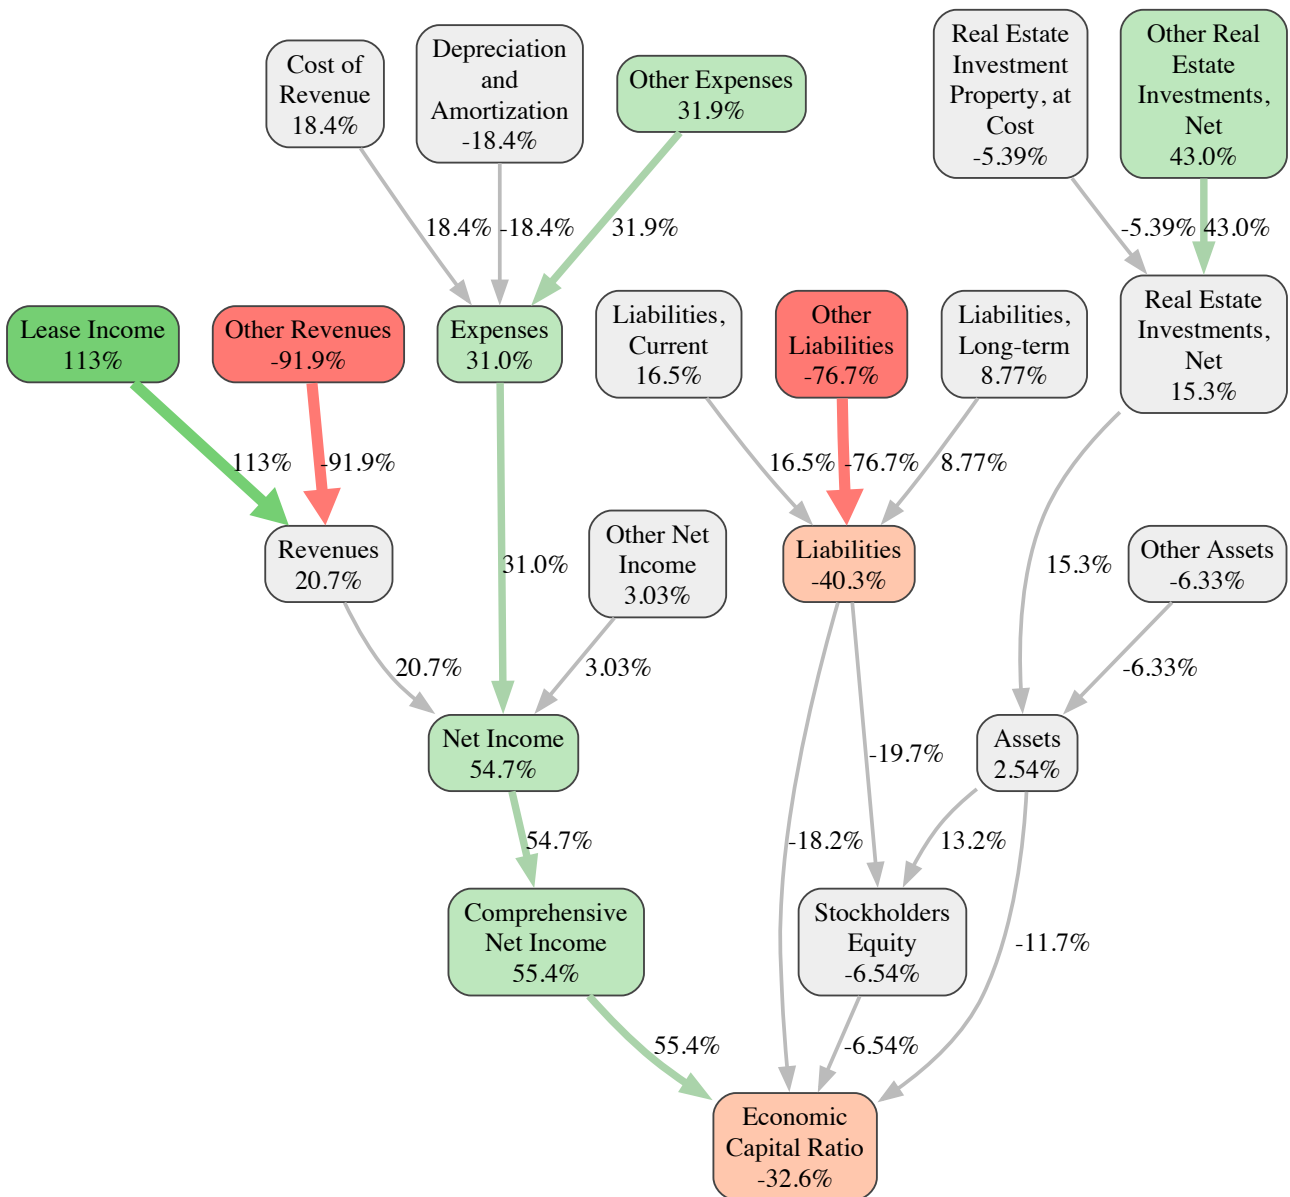 Cost of
Revenue
18.4%
Depreciation
and
Amortization
-18.4%
Other Expenses
31.9%
Real Estate
Investment
Property, at
Cost
-5.39%
Other Real
Estate
Investments,
Net
43.0%
18.4%
-18.4%
31.9%
-5.39%
43.0%
Lease Income
113%
Other Revenues
-91.9%
Expenses
31.0%
Liabilities,
Current
16.5%
Other
Liabilities
-76.7%
Liabilities,
Long-term
8.77%
Real Estate
Investments,
Net
15.3%
113%
-91.9%
16.5%
-76.7%
8.77%
Revenues
20.7%
31.0%
Other Net
Income
3.03%
Liabilities
-40.3%
15.3%
Other Assets
-6.33%
20.7%
3.03%
-6.33%
Net Income
54.7%
-19.7%
Assets
2.54%
54.7%
-18.2%
13.2%
Comprehensive
Net Income
55.4%
Stockholders
Equity
-6.54%
-11.7%
55.4%
-6.54%
Economic
Capital Ratio
-32.6%